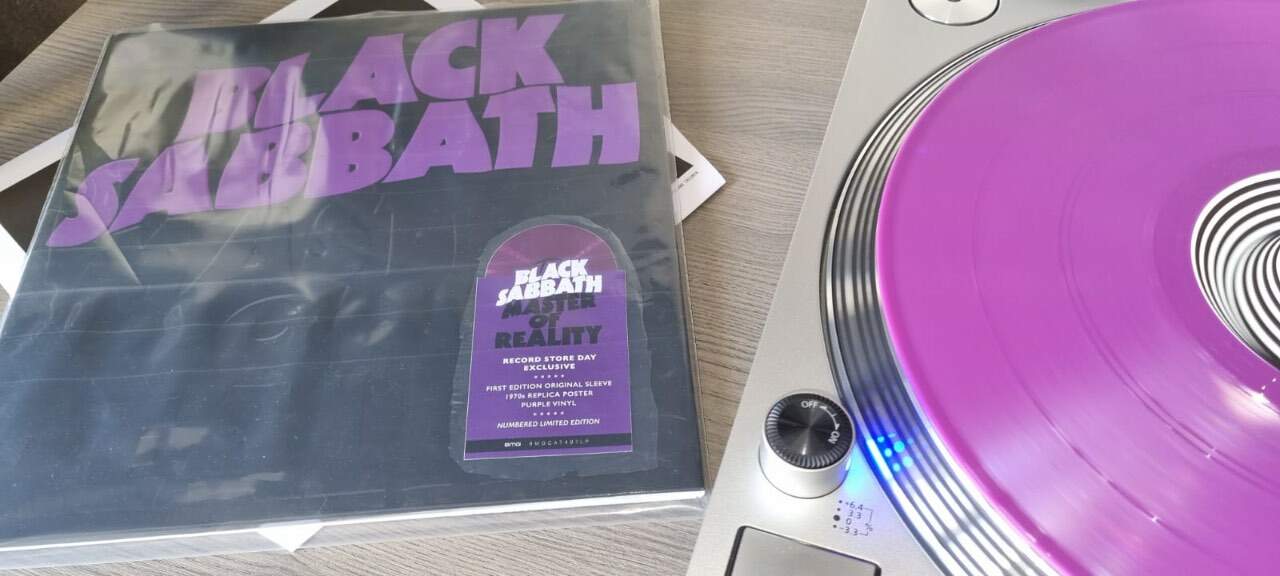 BLACK
SABBATH
BLACK
SABBATH
MASTER
OF
REALITY
RECORD STORE DAY
EXCLUSIVE
FIRST EDITION ORIGINAL SLEEVE
1970s REPLICA POSTER
PURPLE VINYL
NUMBERED LIMITED EDITION
BMG
OFF
ON
+6.4
3.3
0
-3.3
%